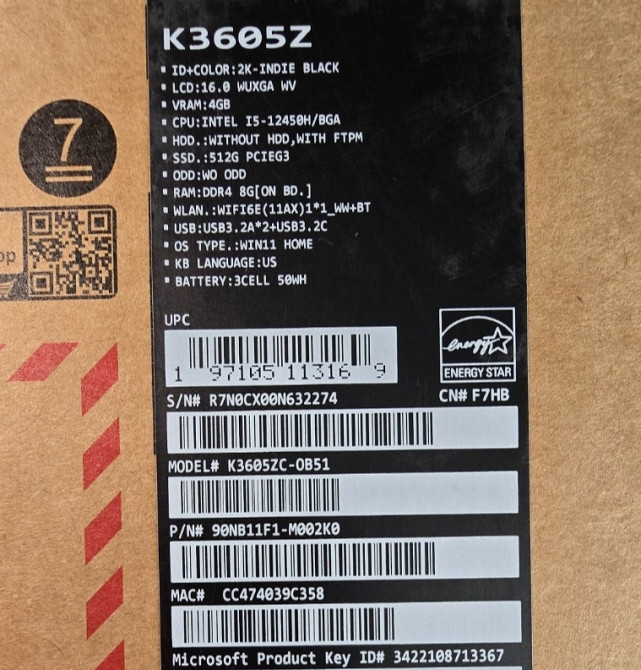 K3605Z
▪ ID+COLOR:2K-INDIE BLACK
▪ LCD:16.0 WUXGA WV
▪ VRAM:4GB
▪ CPU:INTEL I5-12450H/BGA
▪ HDD.:WITHOUT HDD,WITH FTPM
▪ SSD.:512G PCIEG3
▪ ODD:WO ODD
▪ RAM:DDR4 8G[ON BD.]
▪ WLAN.:WIFI6E(11AX)1*1_WW+BT
▪ USB:USB3.2A*2+USB3.2C
▪ OS TYPE.:WIN11 HOME
▪ KB LANGUAGE:US
▪ BATTERY:3CELL 50WH
7
op
UPC
1 97105 11316 9
energy
ENERGY STAR
S/N# R7N0CX00N632274
CN# F7HB
MODEL# K3605ZC-OB51
P/N# 90NB11F1-M002K0
MAC# CC474039C358
Microsoft Product Key ID# 3422108713367